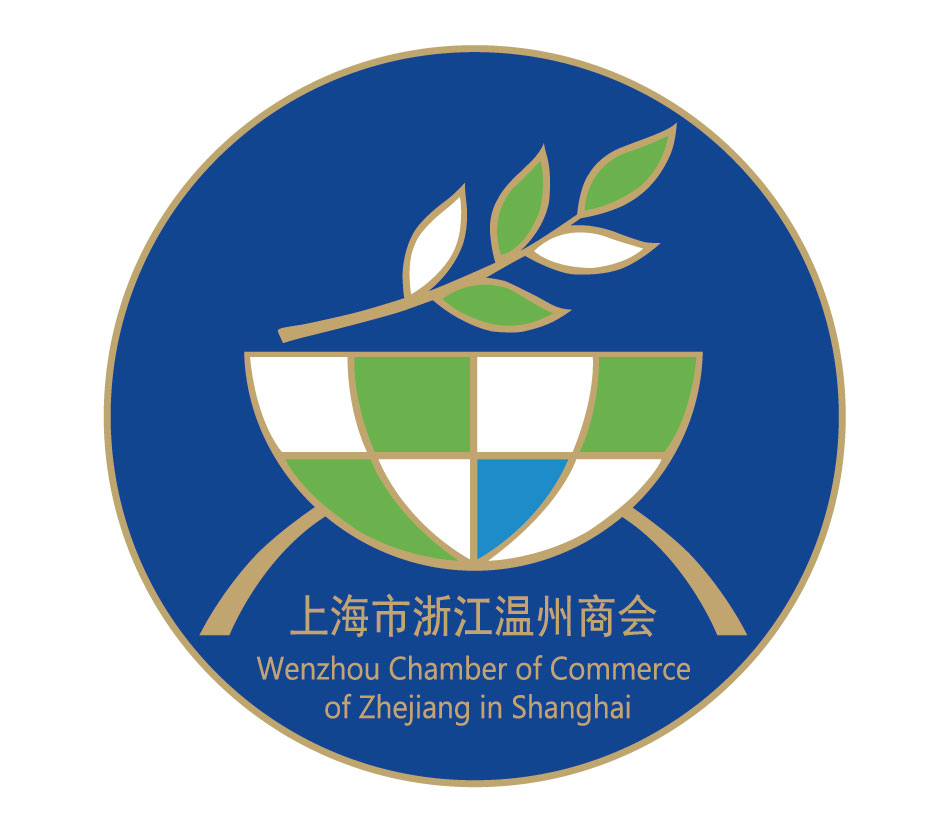 上海市浙江温州商会
Wenzhou Chamber of Commerce
of Zhejiang in Shanghai